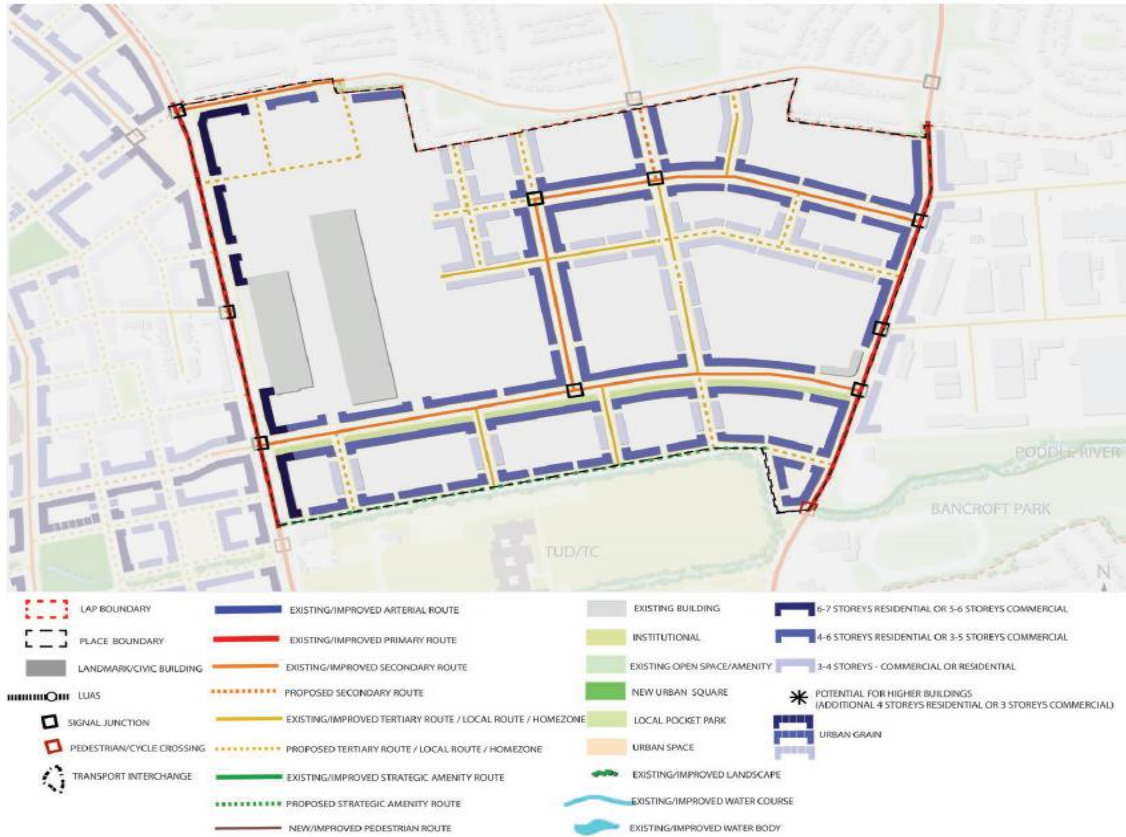 PODDLE RIVER
BANCROFT PARK
TUD/TC
N
LAP BOUNDARY
PLACE BOUNDARY
LANDMARK/CIVIC BUILDING
LUAS
SIGNAL JUNCTION
PEDESTRIAN/CYCLE CROSSING
TRANSPORT INTERCHANGE
EXISTING/IMPROVED ARTERIAL ROUTE
EXISTING/IMPROVED PRIMARY ROUTE
EXISTING/IMPROVED SECONDARY ROUTE
PROPOSED SECONDARY ROUTE
EXISTING/IMPROVED TERTIARY ROUTE / LOCAL ROUTE / HOMEZONE
PROPOSED TERTIARY ROUTE / LOCAL ROUTE / HOMEZONE
EXISTING/IMPROVED STRATEGIC AMENITY ROUTE
PROPOSED STRATEGIC AMENITY ROUTE
NEW/IMPROVED PEDESTRIAN ROUTE
EXISTING BUILDING
INSTITUTIONAL
EXISTING OPEN SPACE/AMENITY
NEW URBAN SQUARE
LOCAL POCKET PARK
URBAN SPACE
EXISTING/IMPROVED LANDSCAPE
EXISTING/IMPROVED WATER COURSE
EXISTING/IMPROVED WATER BODY
6-7 STOREYS RESIDENTIAL OR 5-6 STOREYS COMMERCIAL
4-6 STOREYS RESIDENTIAL OR 3-5 STOREYS COMMERCIAL
3-4 STOREYS - COMMERCIAL OR RESIDENTIAL
POTENTIAL FOR HIGHER BUILDINGS
(ADDITIONAL 4 STOREYS RESIDENTIAL OR 3 STOREYS COMMERCIAL)
URBAN GRAIN